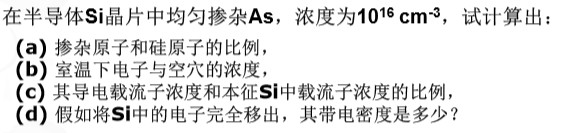 在半导体Si晶片中均匀掺杂As，浓度为10¹⁶ cm⁻³，试计算出：
(a) 掺杂原子和硅原子的比例，
(b) 室温下电子与空穴的浓度，
(c) 其导电载流子浓度和本征Si中载流子浓度的比例，
(d) 假如将Si中的电子完全移出，其带电密度是多少？